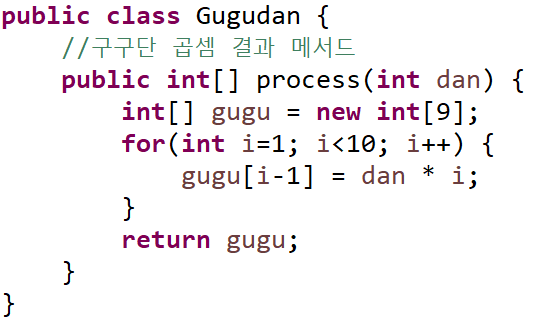 public class Gugudan {
//구구단 곱셈 결과 메서드
public int[] process(int dan) {
int[] gugu = new int[9];
for(int i=1; i<10; i++) {
gugu[i-1] = dan * i;
}
return gugu;
}
}